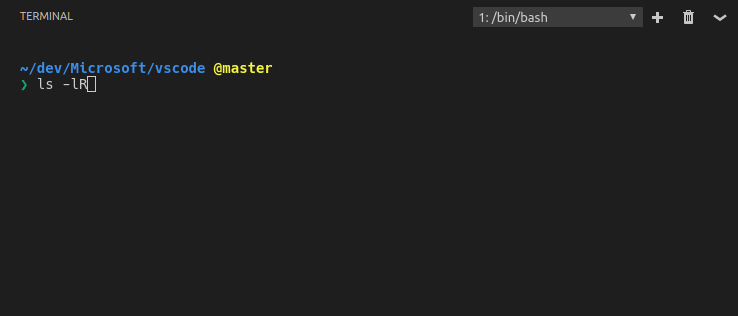 TERMINAL
1: /bin/bash
~/dev/Microsoft/vscode @master
❯ ls -lR